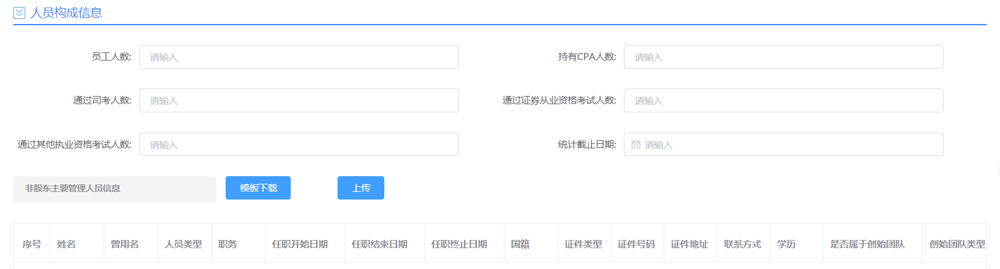 人员构成信息
员工人数: 请输入 持有CPA人数: 请输入
通过司考人数: 请输入 通过证券从业资格考试人数: 请输入
通过其他执业资格考试人数: 请输入 统计截止日期: 请输入
非股东主要管理人员信息 模板下载 上传
序号 姓名 曾用名 人员类型 职务 任职开始日期 任职结束日期 任职终止日期 国籍 证件类型 证件号码 证件地址 联系方式 学历 是否属于创始团队 创始团队类型